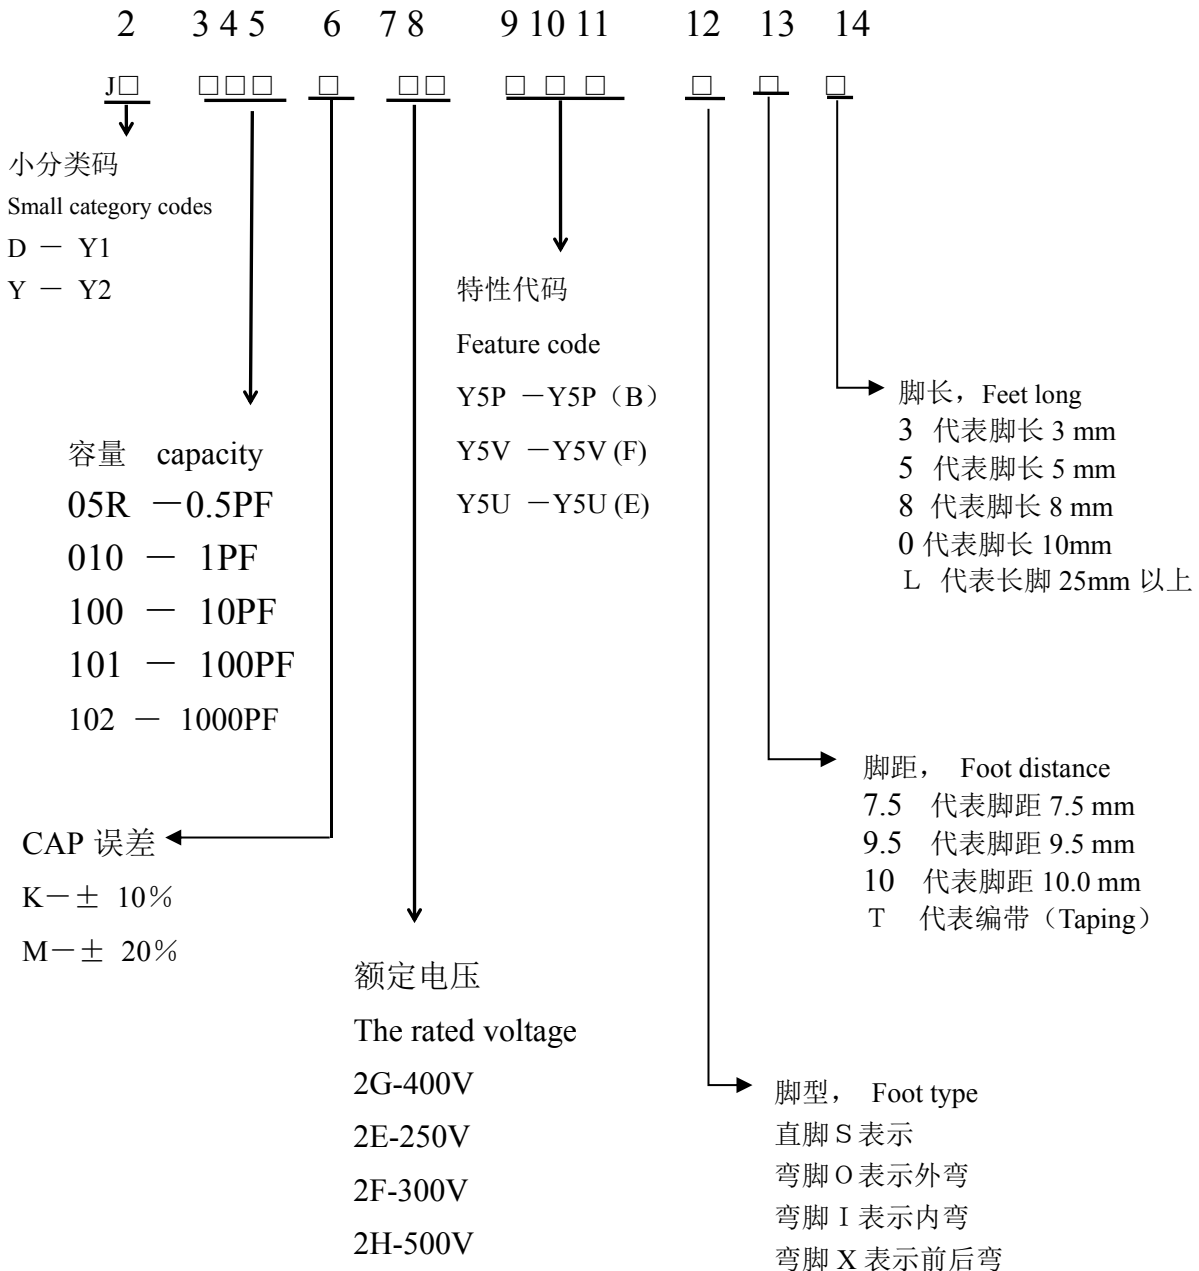 2 3 4 5 6 7 8 9 10 11 12 13 14
J□ □□□ □ □□ □ □ □ □ □ □
小分类码
Small category codes
D － Y1
Y － Y2
特性代码
Feature code
Y5P －Y5P（B）
Y5V －Y5V (F)
Y5U －Y5U (E)
容量 capacity
05R －0.5PF
010 － 1PF
100 － 10PF
101 － 100PF
102 － 1000PF
脚长，Feet long
3 代表脚长 3 mm
5 代表脚长 5 mm
8 代表脚长 8 mm
0 代表脚长 10mm
Ｌ 代表长脚 25mm 以上
脚距， Foot distance
7.5 代表脚距 7.5 mm
9.5 代表脚距 9.5 mm
10 代表脚距 10.0 mm
Ｔ 代表编带（Taping）
CAP 误差
K－± 10％
M－± 20％
额定电压
The rated voltage
2G-400V
2E-250V
2F-300V
2H-500V
脚型， Foot type
直脚Ｓ表示
弯脚Ｏ表示外弯
弯脚Ｉ表示内弯
弯脚 X 表示前后弯